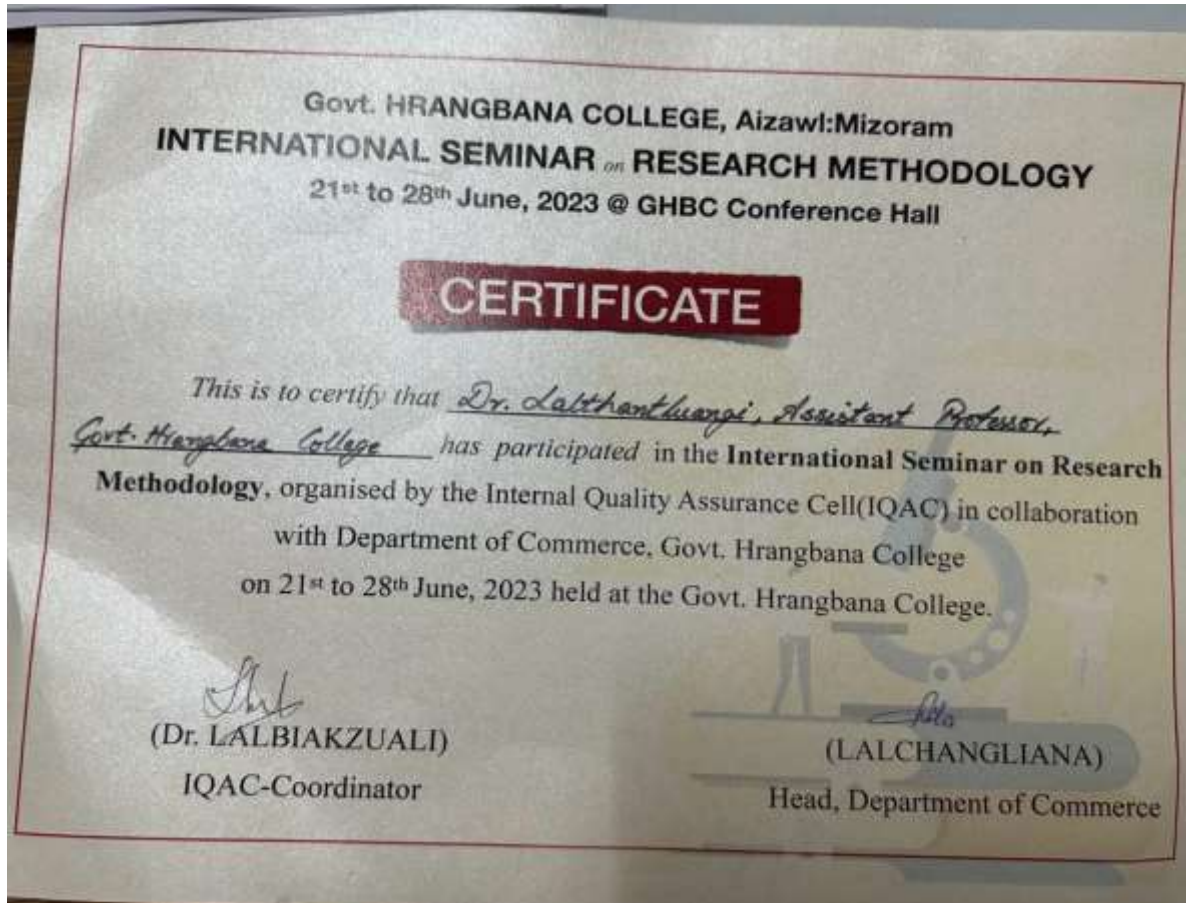 Govt. HRANGBANA COLLEGE, Aizawl:Mizoram
INTERNATIONAL SEMINAR on RESEARCH METHODOLOGY
21st to 28th June, 2023 @ GHBC Conference Hall
CERTIFICATE
This is to certify that Dr. Lalthantluangi, Assistant Professor,
Govt. Hrangbana College has participated in the International Seminar on Research
Methodology, organised by the Internal Quality Assurance Cell(IQAC) in collaboration
with Department of Commerce, Govt. Hrangbana College
on 21st to 28th June, 2023 held at the Govt. Hrangbana College.
(Dr. LALBIAKZUALI)
IQAC-Coordinator
(LALCHANGLIANA)
Head, Department of Commerce